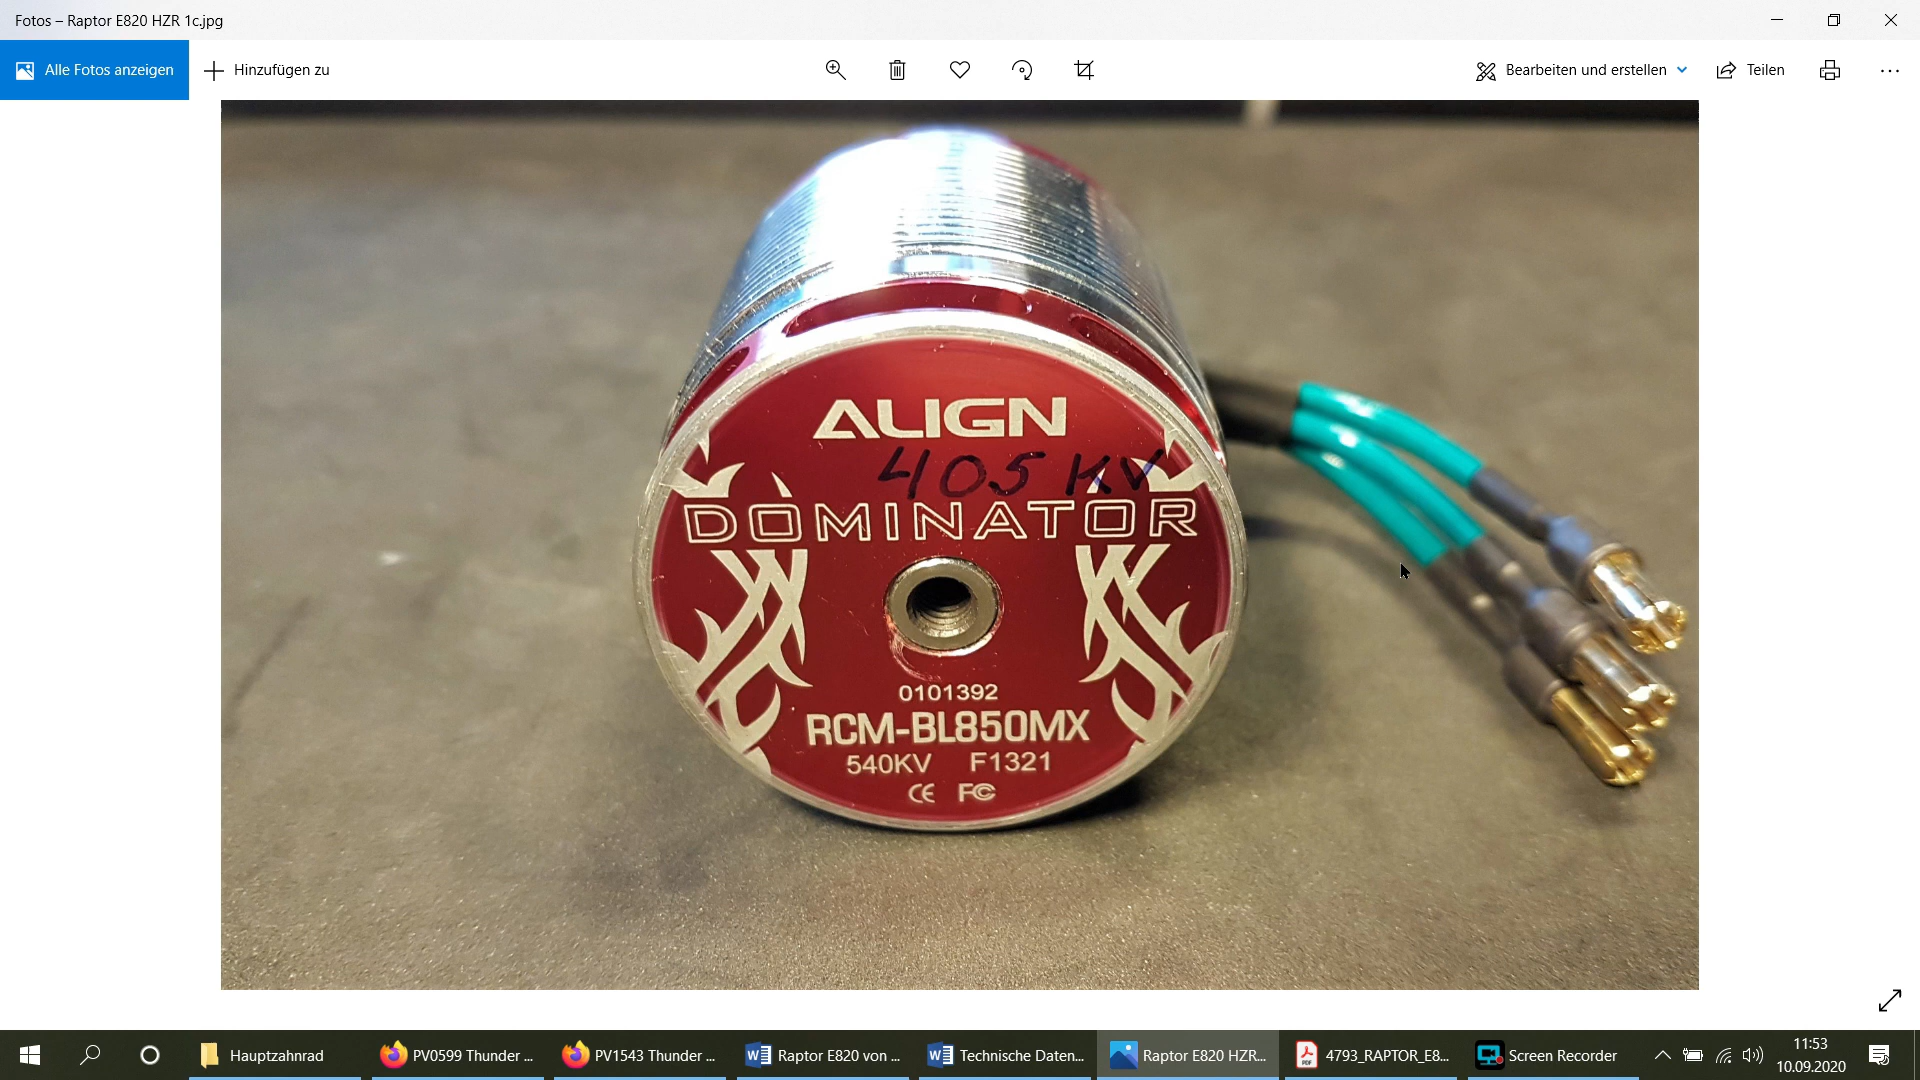 Fotos – Raptor E820 HZR 1c.jpg
Alle Fotos anzeigen
Hinzufügen zu
Bearbeiten und erstellen
Teilen
ALIGN
405 KV
DOMINATOR
0101392
RCM-BL850MX
540KV F1321
CE FC
Hauptzahnrad
PV0599 Thunder ...
PV1543 Thunder ...
Raptor E820 von ...
Technische Daten...
Raptor E820 HZR...
4793_RAPTOR_E8...
Screen Recorder
11:53
10.09.2020